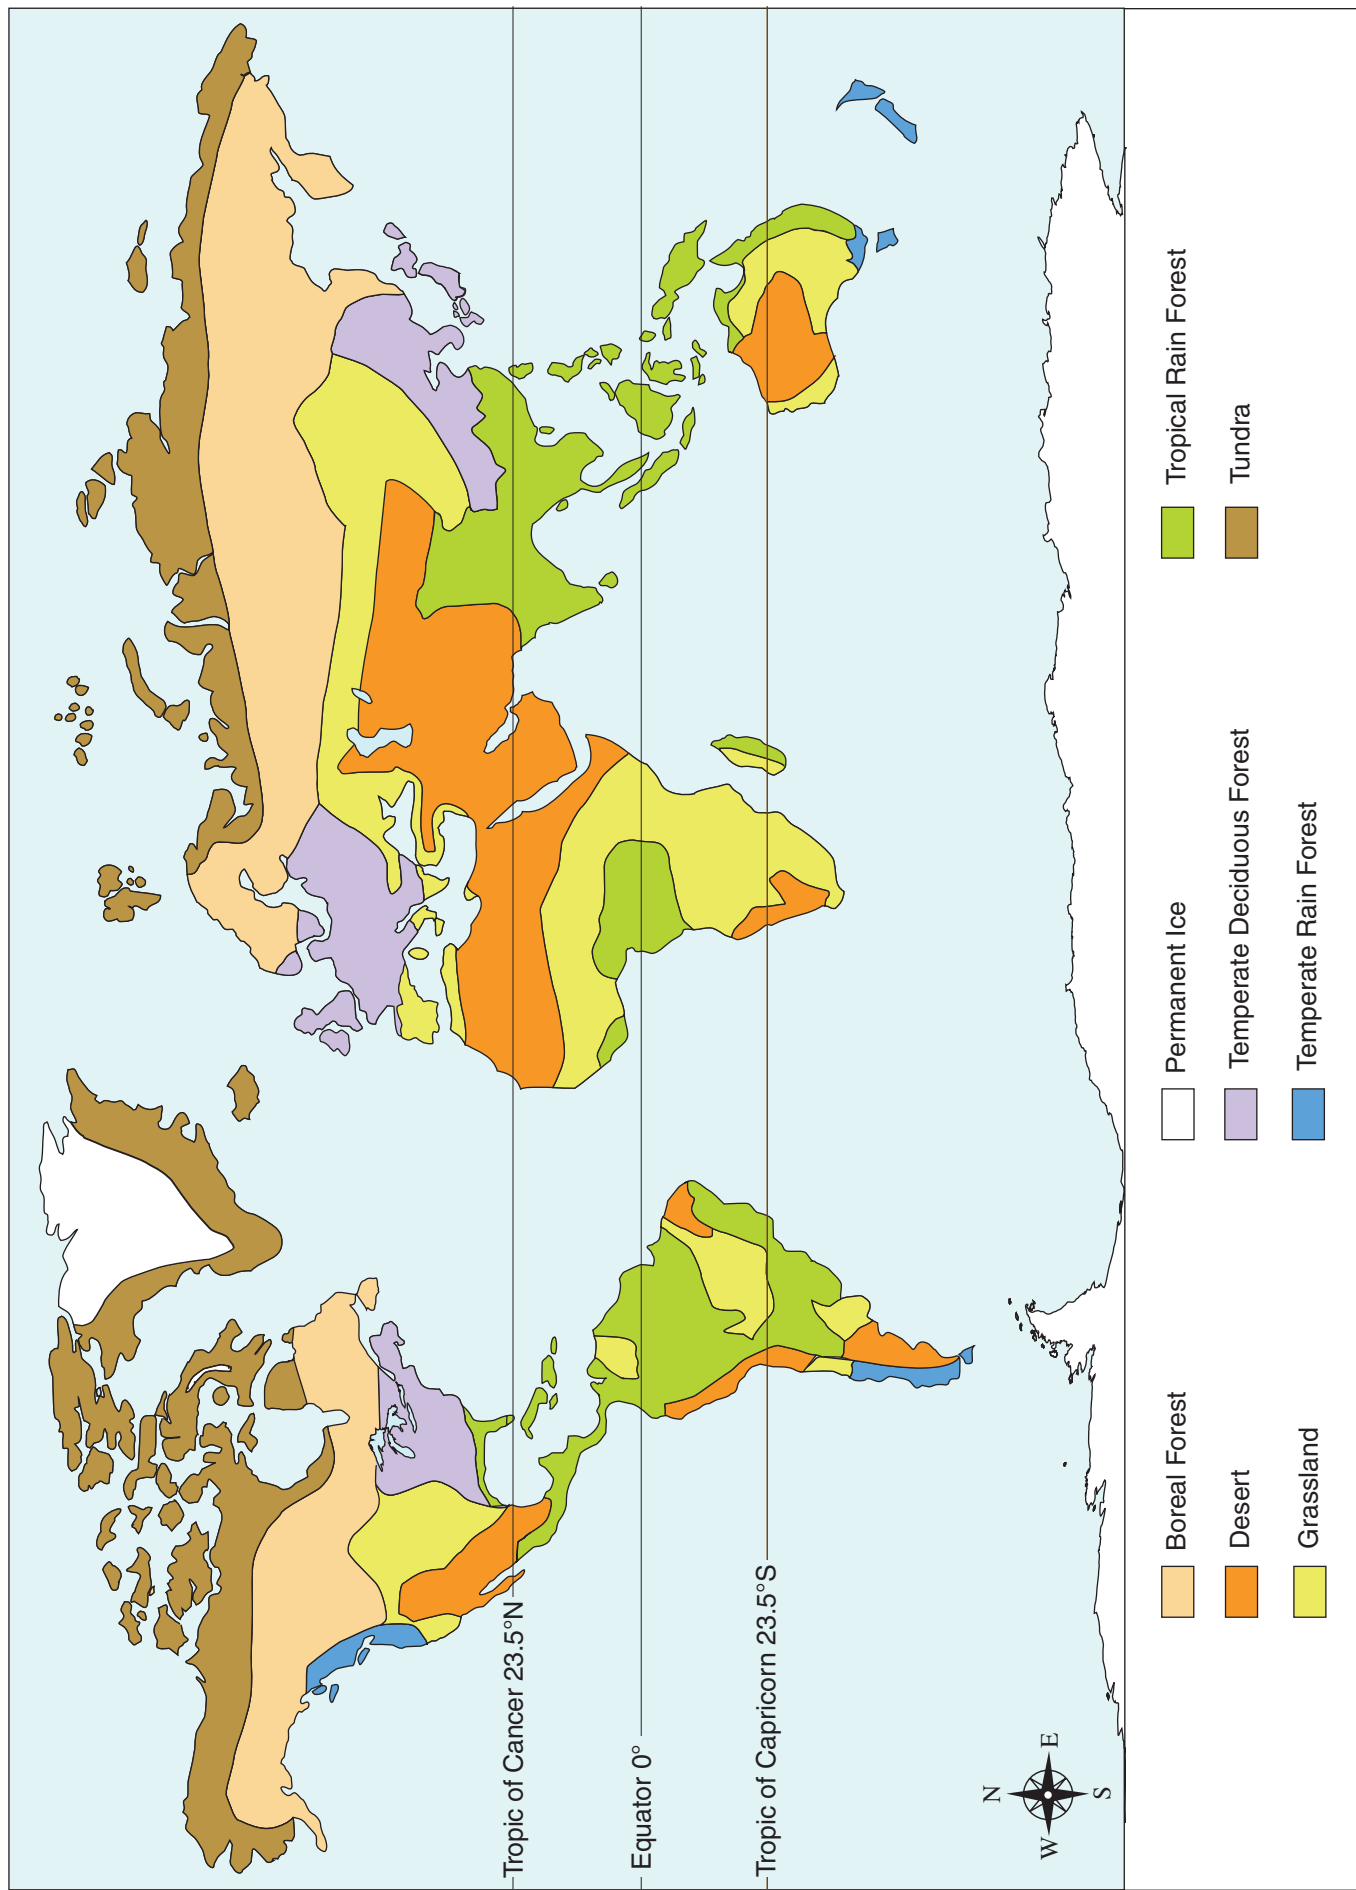 Tropic of Cancer 23.5°N
Equator 0°
Tropic of Capricorn 23.5°S
N
W
E
S
Boreal Forest
Permanent Ice
Tropical Rain Forest
Desert
Temperate Deciduous Forest
Tundra
Grassland
Temperate Rain Forest